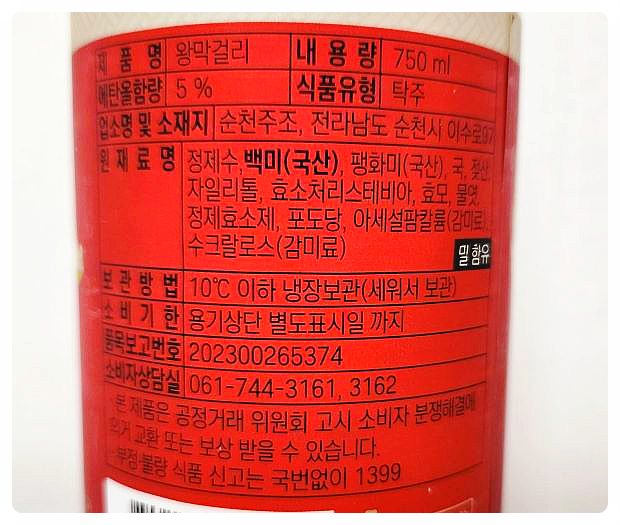 제 품 명 왕막걸리 내 용 량 750 ml
에탄올함량 5 % 식품유형 탁주
업소명 및 소재지 순천주조, 전라남도 순천시 이수로97
원 재 료 명 정제수,백미(국산), 팽화미(국산), 국, 젖산
자일리톨, 효소처리스테비아, 효모, 물엿,
정제효소제, 포도당, 아세설팜칼륨(감미료),
수크랄로스(감미료)
밀 함유
보 관 방 법 10℃ 이하 냉장보관(세워서 보관)
소 비 기 한 용기상단 별도표시일 까지
품목보고번호 202300265374
소비자상담실 061-744-3161, 3162
본 제품은 공정거래 위원회 고시 소비자 분쟁해결에
의거 교환 또는 보상 받을 수 있습니다.
부정·불량 식품 신고는 국번없이 1399